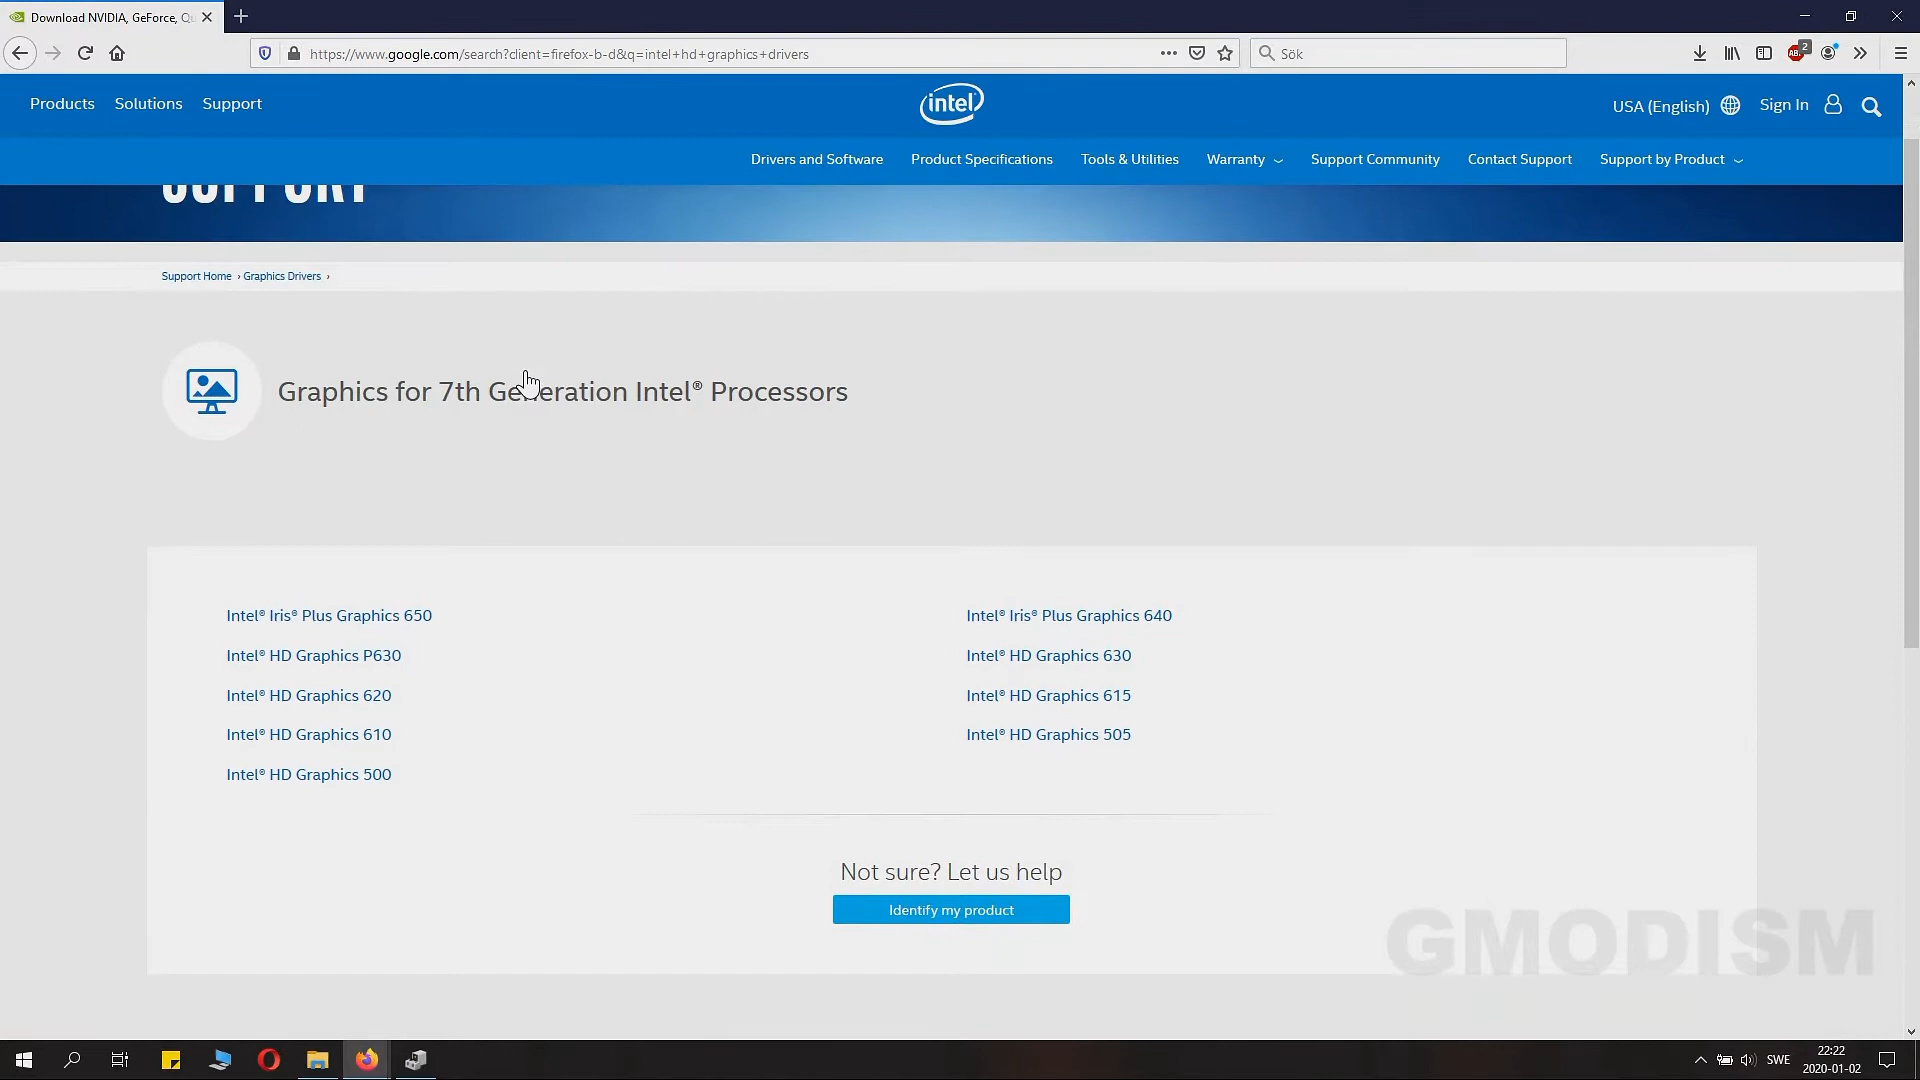 Download NVIDIA, GeForce, Qu
https://www.google.com/search?client=firefox-b-d&q=intel+hd+graphics+drivers
Sök
2
ABP
Products
Solutions
Support
intel
USA (English)
Sign In
Drivers and Software
Product Specifications
Tools & Utilities
Warranty
Support Community
Contact Support
Support by Product
SUPPORT
Support Home › Graphics Drivers ›
Graphics for 7th Generation Intel® Processors
Intel® Iris® Plus Graphics 650
Intel® Iris® Plus Graphics 640
Intel® HD Graphics P630
Intel® HD Graphics 630
Intel® HD Graphics 620
Intel® HD Graphics 615
Intel® HD Graphics 610
Intel® HD Graphics 505
Intel® HD Graphics 500
Not sure? Let us help
Identify my product
GMODISM
SWE
22:22
2020-01-02